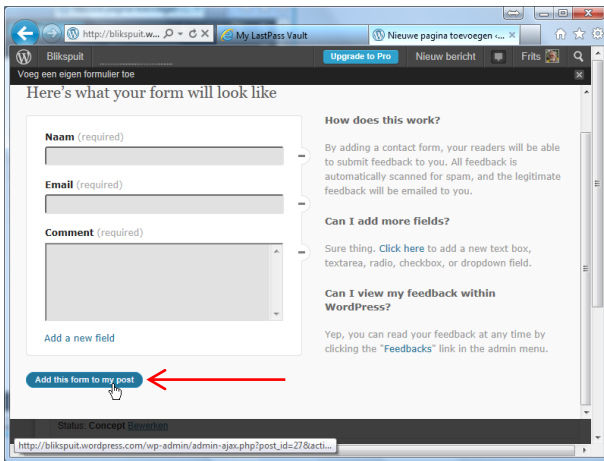 http://blikspuit.w...
My LastPass Vault
Nieuwe pagina toevoegen ‹...
Blikspuit
Upgrade to Pro
Nieuw bericht
Frits
Voeg een eigen formulier toe
Here's what your form will look like
Naam (required)
Email (required)
Comment (required)
Add a new field
Add this form to my post
How does this work?
By adding a contact form, your readers will be able
to submit feedback to you. All feedback is
automatically scanned for spam, and the legitimate
feedback will be emailed to you.
Can I add more fields?
Sure thing. Click here to add a new text box,
textarea, radio, checkbox, or dropdown field.
Can I view my feedback within
WordPress?
Yep, you can read your feedback at any time by
clicking the "Feedbacks" link in the admin menu.
Status: Concept Bewerken
http://blikspuit.wordpress.com/wp-admin/admin-ajax.php?post_id=27&acti...